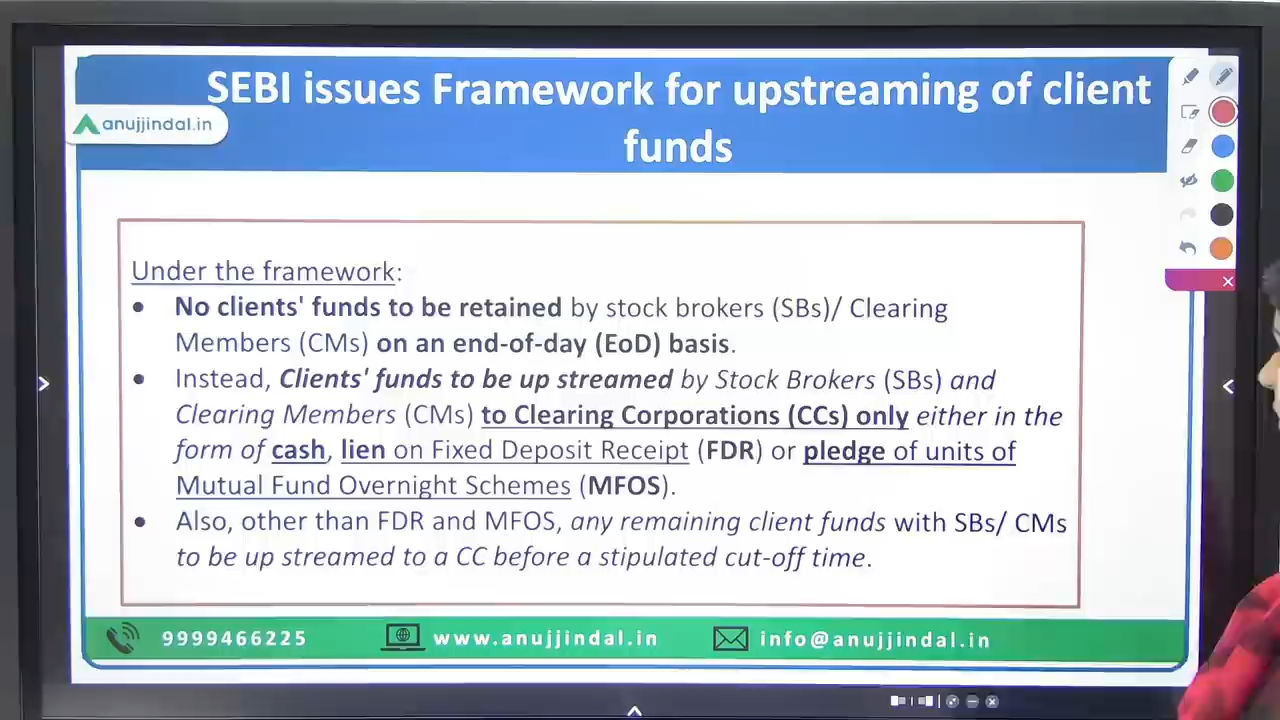 SEBI issues Framework for upstreaming of client
funds
anujjindal.in
Under the framework:
• No clients' funds to be retained by stock brokers (SBs)/ Clearing
Members (CMs) on an end-of-day (EoD) basis.
• Instead, Clients' funds to be up streamed by Stock Brokers (SBs) and
Clearing Members (CMs) to Clearing Corporations (CCs) only either in the
form of cash, lien on Fixed Deposit Receipt (FDR) or pledge of units of
Mutual Fund Overnight Schemes (MFOS).
• Also, other than FDR and MFOS, any remaining client funds with SBs/ CMs
to be up streamed to a CC before a stipulated cut-off time.
9999466225 www.anujjindal.in info@anujjindal.in